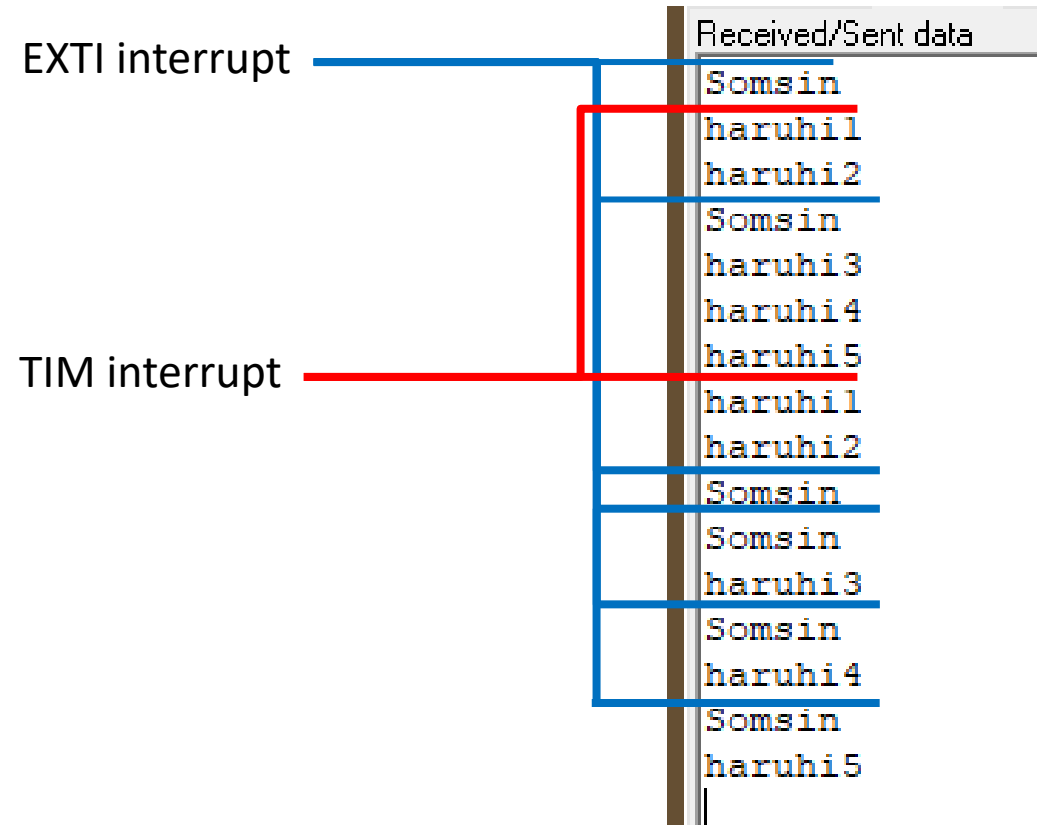 EXTI interrupt
TIM interrupt
Received/Sent data
Somsin
haruhi1
haruhi2
Somsin
haruhi3
haruhi4
haruhi5
haruhi1
haruhi2
Somsin
Somsin
haruhi3
Somsin
haruhi4
Somsin
haruhi5